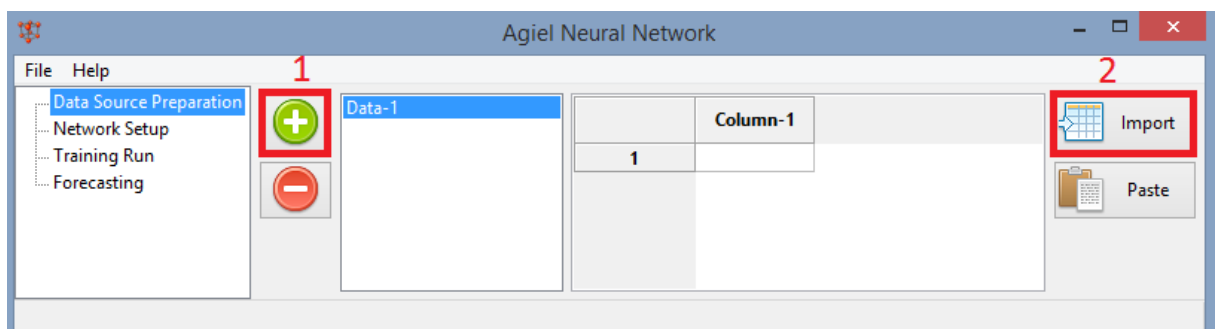 Agiel Neural Network
File Help
1
2
Data Source Preparation
Network Setup
Training Run
Forecasting
Data-1
Column-1
1
Import
Paste